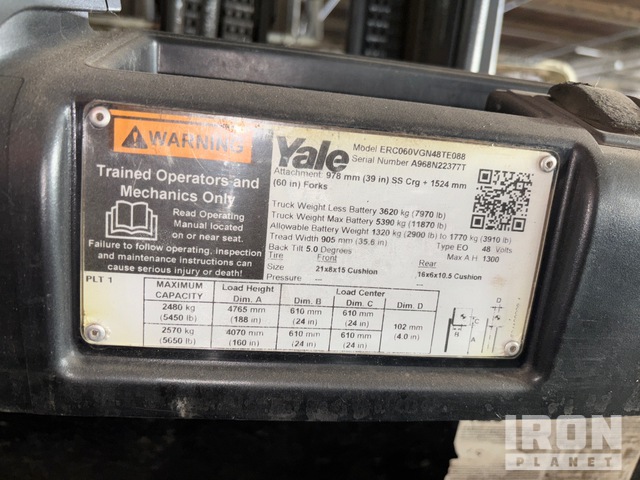 WARNING
Trained Operators and
Mechanics Only
Read Operating
Manual located
on or near seat.
Failure to follow operating, inspection
and maintenance instructions can
cause serious injury or death!
Yale
Model ERC060VGN48TE088
Serial Number A968N22377T
Attachment: 978 mm (39 in) SS Crg + 1524 mm
(60 in) Forks
Truck Weight Less Battery 3620 kg (7970 lb)
Truck Weight Max Battery 5390 kg (11870 lb)
Allowable Battery Weight 1320 kg (2900 lb) to 1770 kg (3910 lb)
Tread Width 905 mm (35.6 in) Type EO 48 Volts
Back Tilt 5.0 Degrees Max A.H. 1300
Tire Front Rear
Size 21x8x15 Cushion 16x6x10.5 Cushion
Pressure --- ---
PLT 1
MAXIMUM CAPACITY
Load Height Dim. A
Load Center
Dim. B Dim. C Dim. D
2480 kg (5450 lb) 4765 mm (188 in) 610 mm (24 in) 610 mm (24 in)
102 mm (4.0 in)
2570 kg (5650 lb) 4070 mm (160 in) 610 mm (24 in) 610 mm (24 in)
D
C
B
A
IRON
PLANET